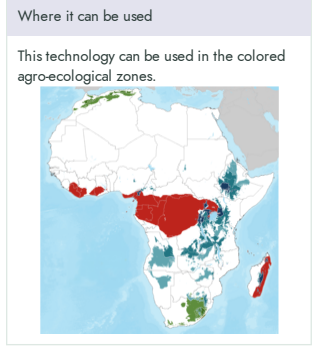 Where it can be used
This technology can be used in the colored
agro-ecological zones.